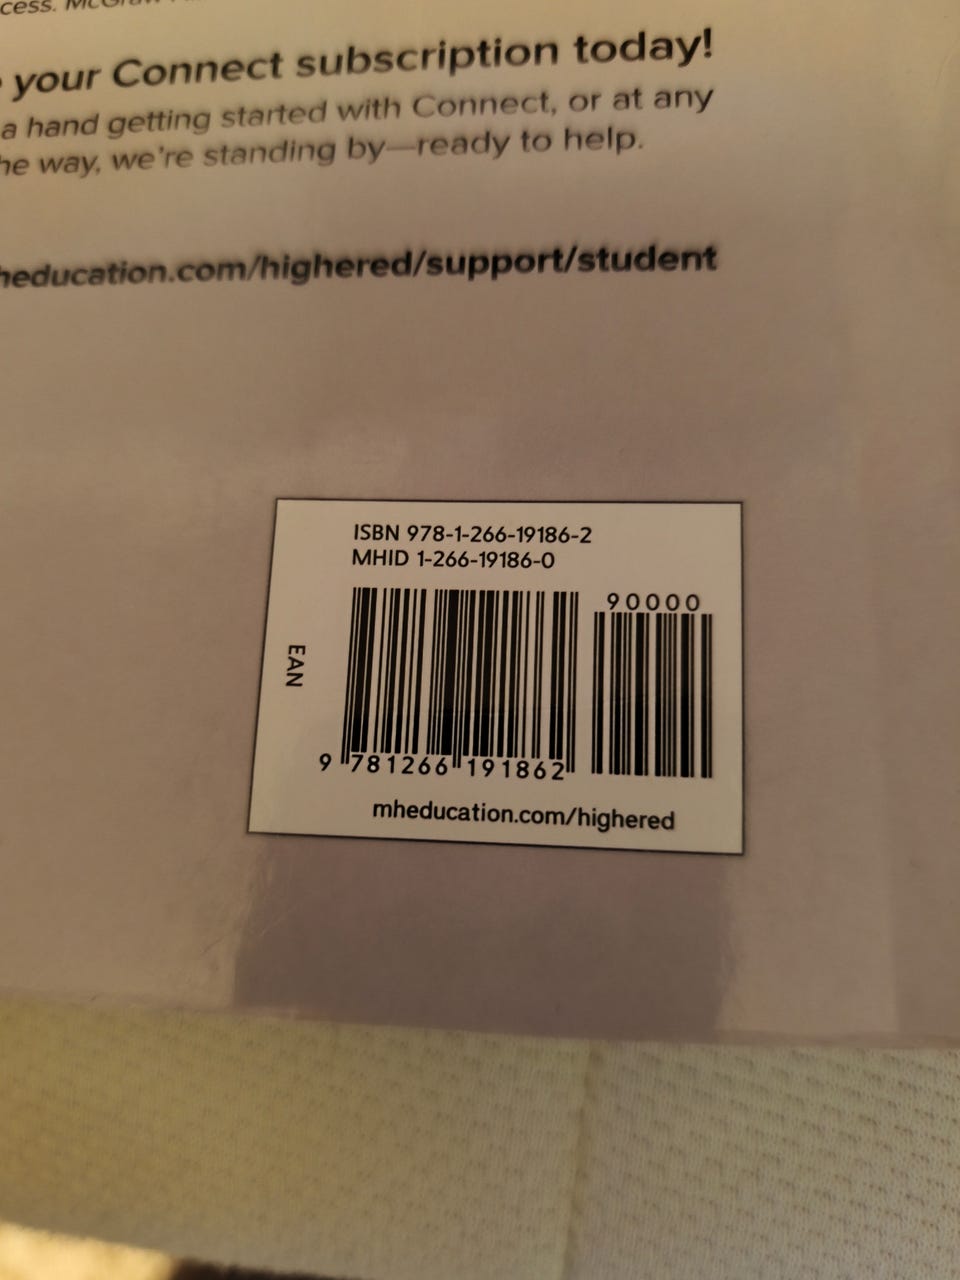 cess.
your Connect subscription today!
a hand getting started with Connect, or at any
he way, we're standing by—ready to help.
heducation.com/highered/support/student
ISBN 978-1-266-19186-2
MHID 1-266-19186-0
90000
EAN
9 781266 191862
mheducation.com/highered